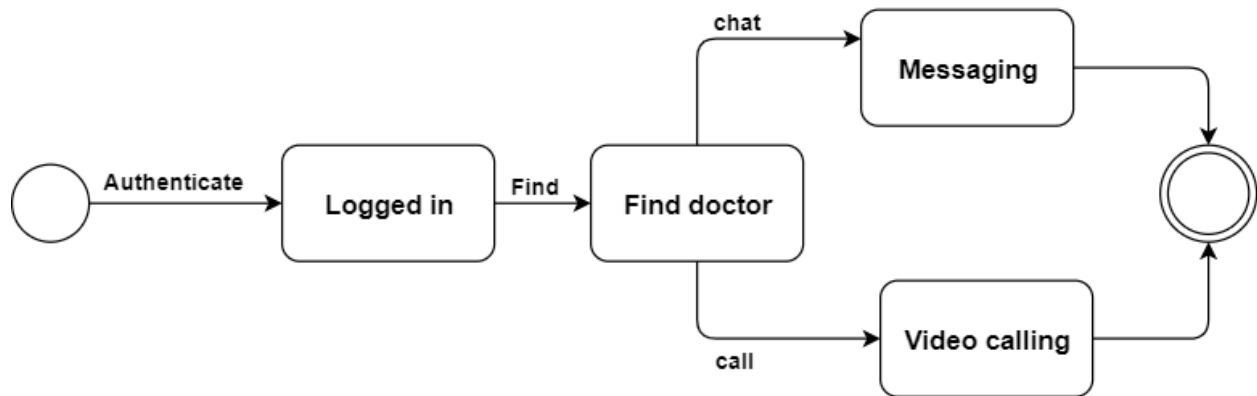 chat
Messaging
Authenticate
Logged in
Find
Find doctor
call
Video calling